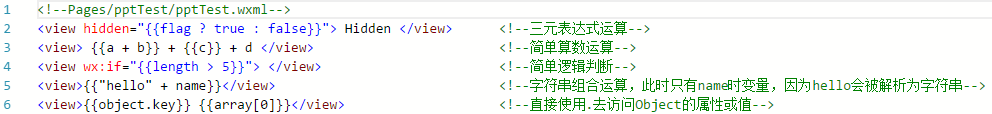 1 <!--Pages/pptTest/pptTest.wxml-->
2 <view hidden="{{flag ? true : false}}"> Hidden </view> <!--三元表达式运算-->
3 <view> {{a + b}} + {{c}} + d </view> <!--简单算数运算-->
4 <view wx:if="{{length > 5}}"> </view> <!--简单逻辑判断-->
5 <view>{{"hello" + name}}</view> <!--字符串组合运算，此时只有name时变量，因为hello会被解析为字符串-->
6 <view>{{object.key}} {{array[0]}}</view> <!--直接使用.去访问Object的属性或值-->